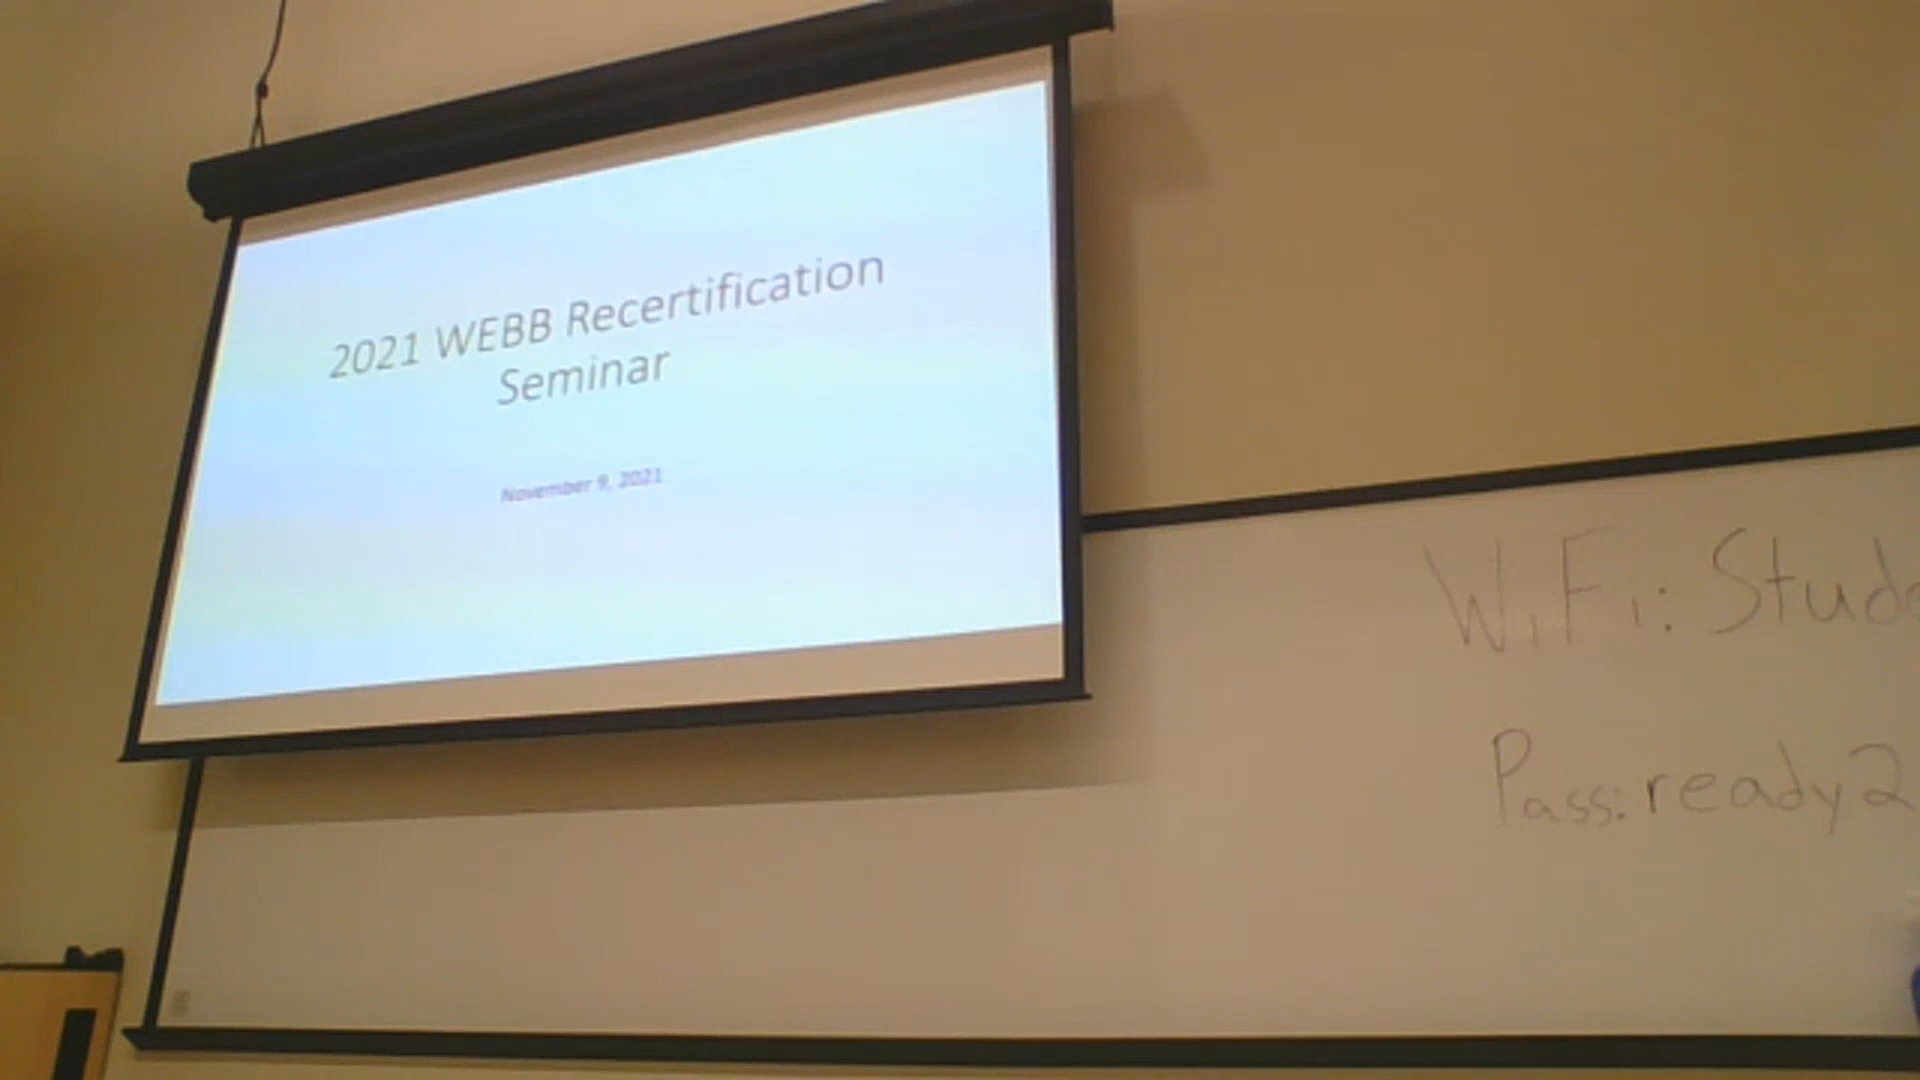 2021 WEBB Recertification
Seminar
November 9, 2021
WiFi: Stud
Pass: ready2